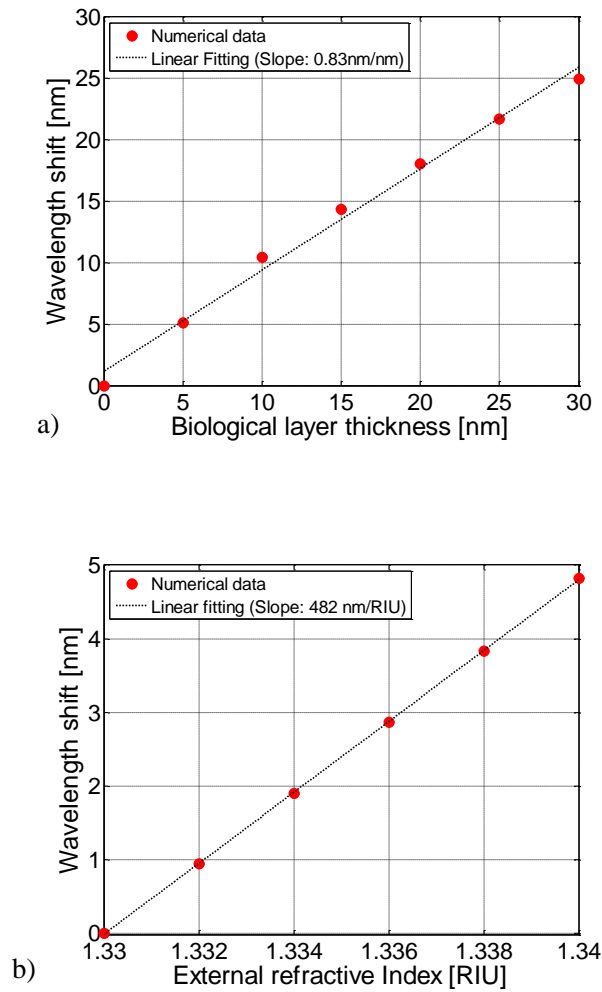 30
25
20
15
10
5
0
Numerical data
Linear Fitting (Slope: 0.83nm/nm)
Wavelength shift [nm]
0 5 10 15 20 25 30
Biological layer thickness [nm]
a)
5
4
3
2
1
0
Numerical data
Linear fitting (Slope: 482 nm/RIU)
Wavelength shift [nm]
1.33 1.332 1.334 1.336 1.338 1.34
External refractive Index [RIU]
b)